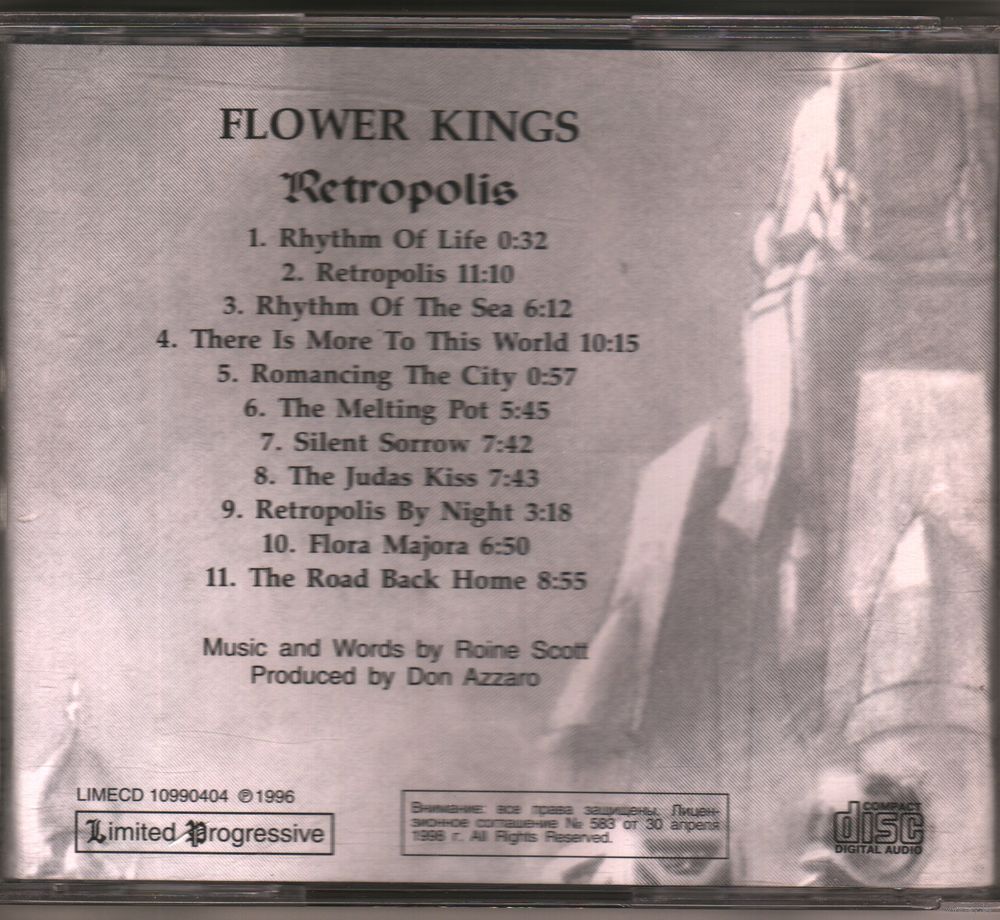 FLOWER KINGS
Retropolis
1. Rhythm Of Life 0:32
2. Retropolis 11:10
3. Rhythm Of The Sea 6:12
4. There Is More To This World 10:15
5. Romancing The City 0:57
6. The Melting Pot 5:45
7. Silent Sorrow 7:42
8. The Judas Kiss 7:43
9. Retropolis By Night 3:18
10. Flora Majora 6:50
11. The Road Back Home 8:55
Music and Words by Roine Scott
Produced by Don Azzaro
LIMECD 10990404 ℗1996
Limited Progressive
Внимание: все права защищены. Лицен-
зионное соглашение № 583 от 30 апреля
1998 г. All Rights Reserved.
COMPACT
disc
DIGITAL AUDIO